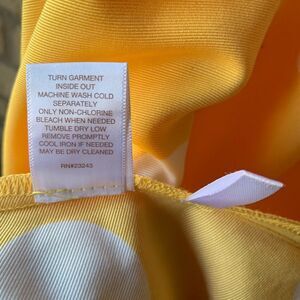 TURN GARMENT
INSIDE OUT
MACHINE WASH COLD
SEPARATELY
ONLY NON-CHLORINE
BLEACH WHEN NEEDED
TUMBLE DRY LOW
REMOVE PROMPTLY
COOL IRON IF NEEDED
MAY BE DRY CLEANED
RN#23243